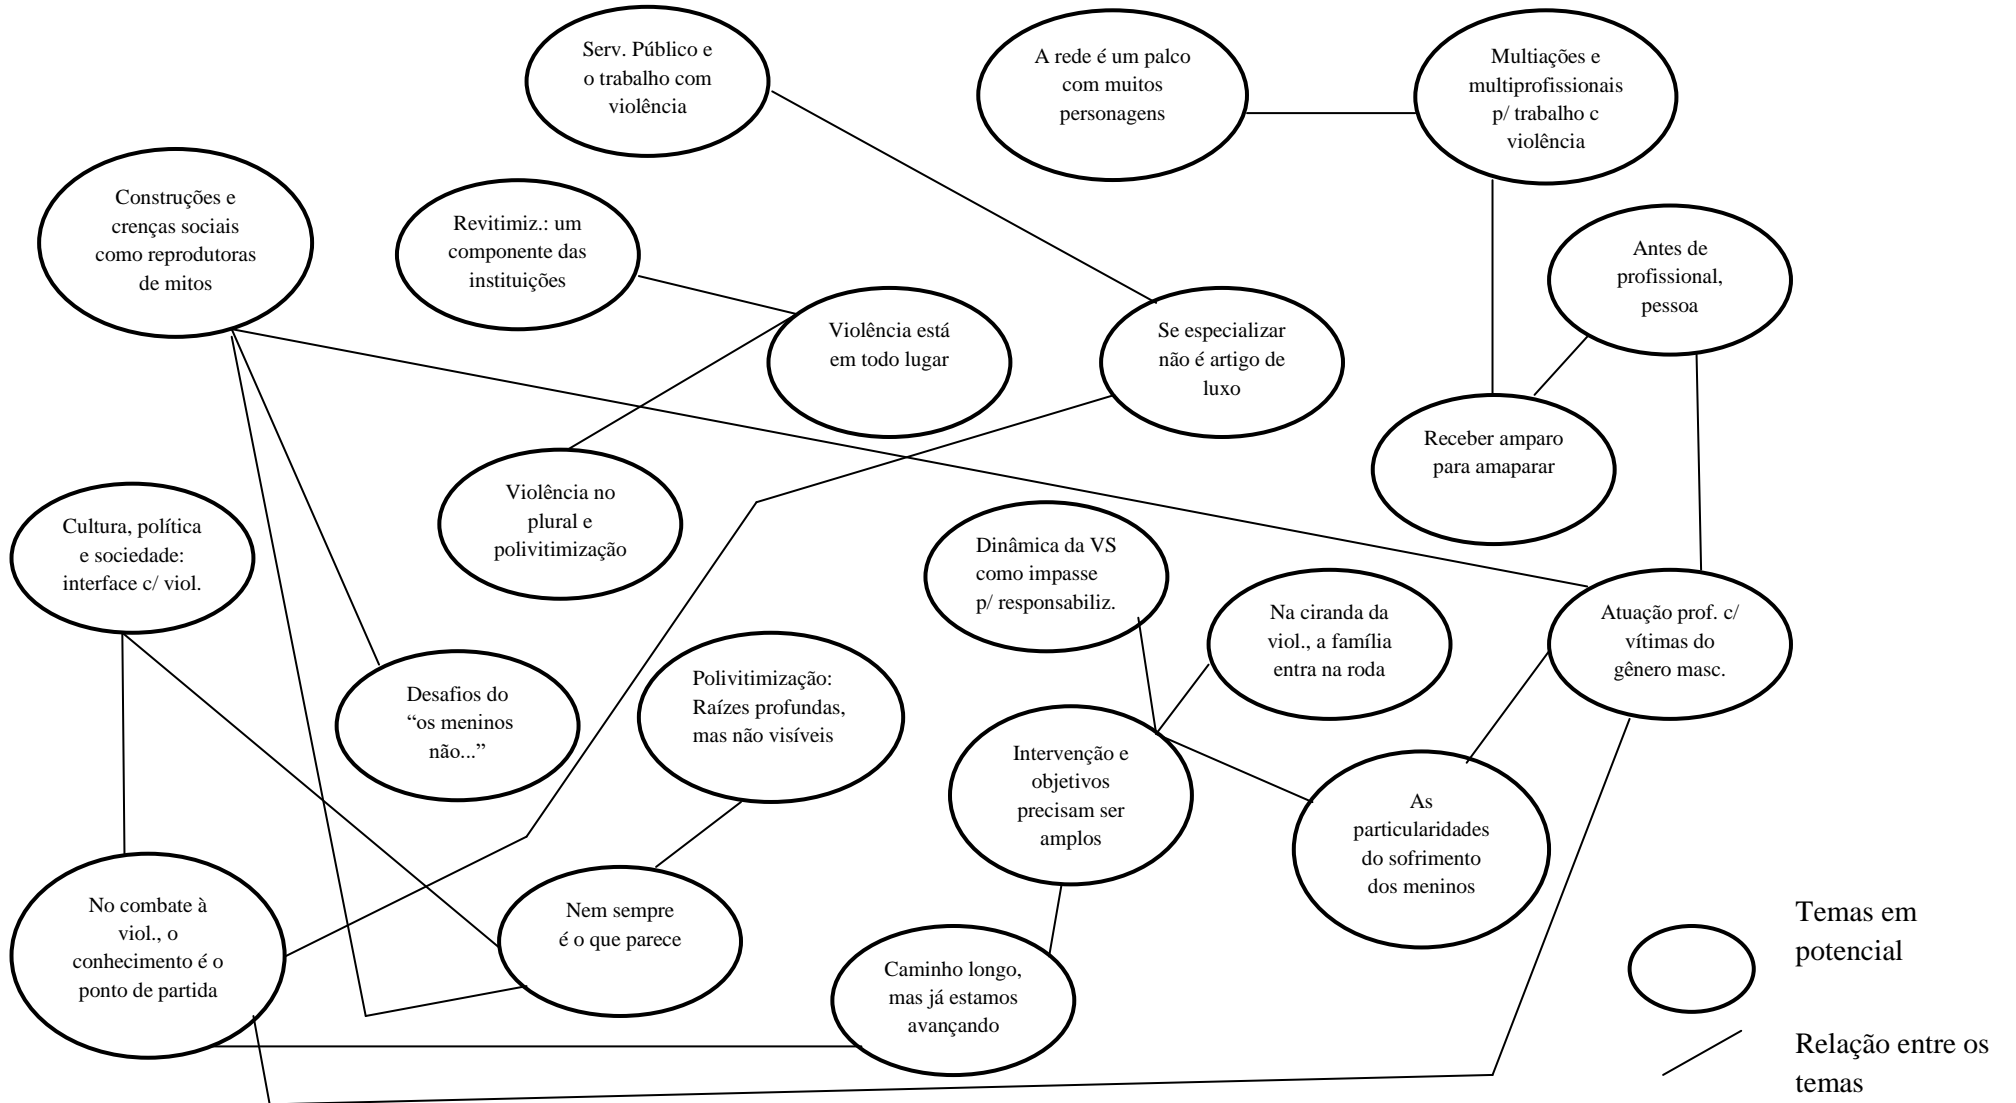 Serv. Público e
o trabalho com
violência
A rede é um palco
com muitos
personagens
Multiações e
multiprofissionais
p/ trabalho c
violência
Construções e
crenças sociais
como reprodutoras
de mitos
Revitimiz.: um
componente das
instituições
Antes de
profissional,
pessoa
Violência está
em todo lugar
Se especializar
não é artigo de
luxo
Receber amparo
para amaparar
Violência no
plural e
polivitimização
Cultura, política
e sociedade:
interface c/ viol.
Dinâmica da VS
como impasse
p/ responsabiliz.
Na ciranda da
viol., a família
entra na roda
Atuação prof. c/
vítimas do
gênero masc.
Desafios do
“os meninos
não...”
Polivitimização:
Raízes profundas,
mas não visíveis
Intervenção e
objetivos
precisam ser
amplos
As
particularidades
do sofrimento
dos meninos
No combate à
viol., o
conhecimento é o
ponto de partida
Nem sempre
é o que parece
Caminho longo,
mas já estamos
avançando
Temas em
potencial
Relação entre os
temas